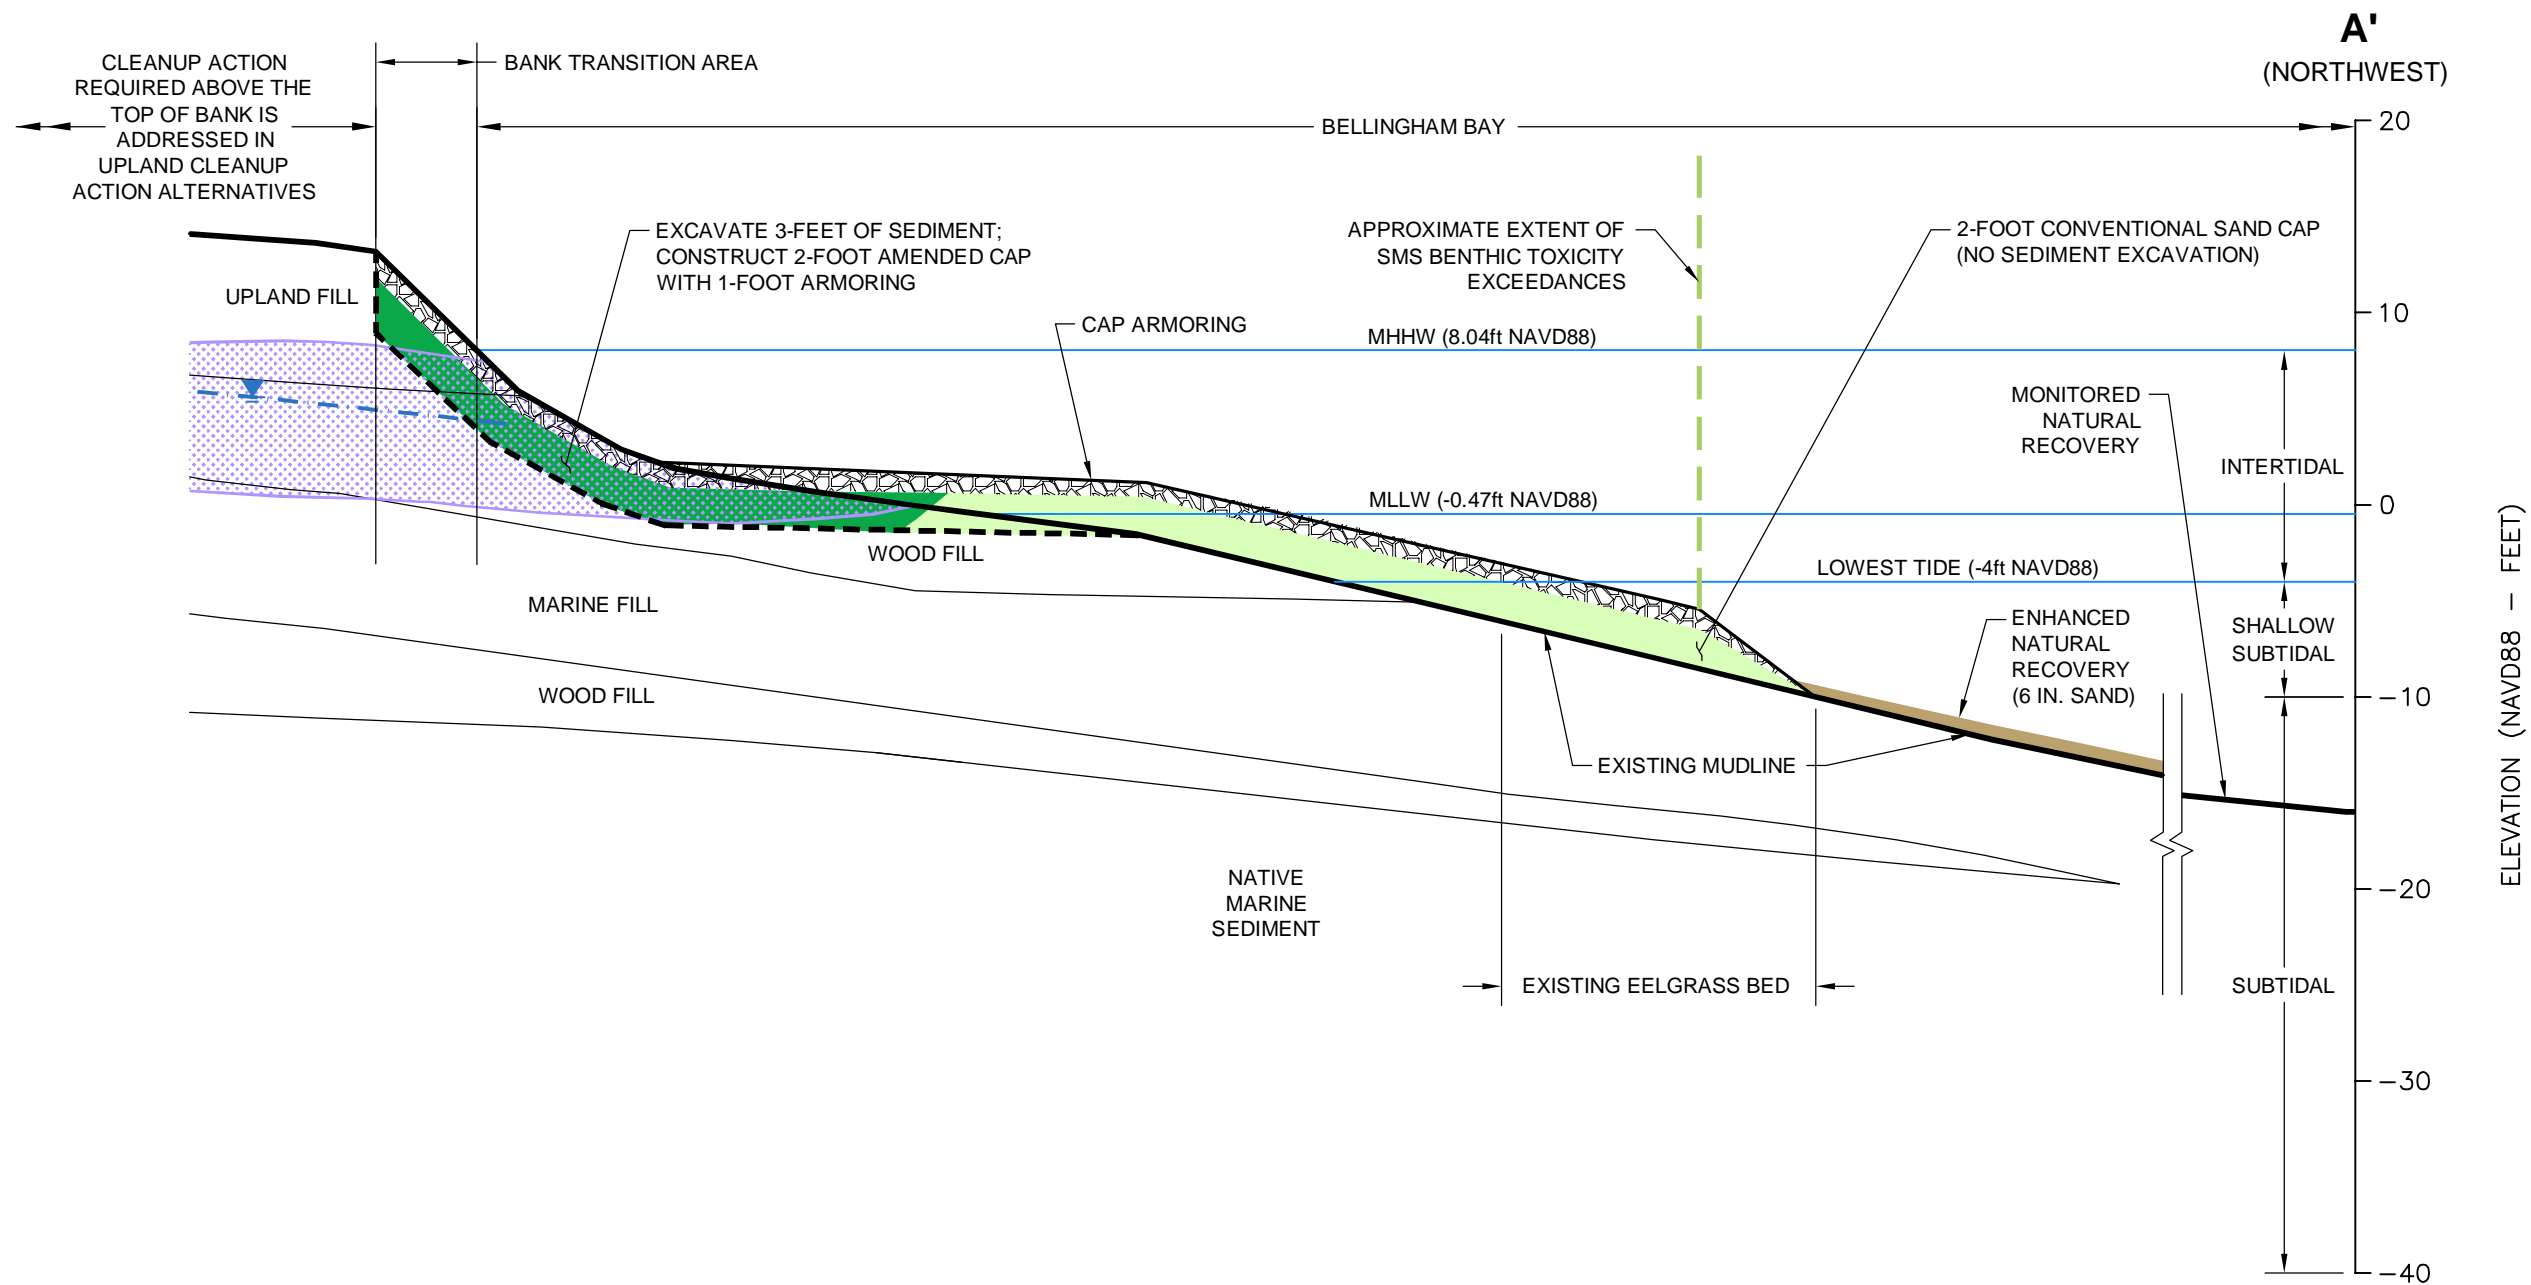 A'
(NORTHWEST)
CLEANUP ACTION
REQUIRED ABOVE THE
TOP OF BANK IS
ADDRESSED IN
UPLAND CLEANUP
ACTION ALTERNATIVES
BANK TRANSITION AREA
BELLINGHAM BAY
20
EXCAVATE 3-FEET OF SEDIMENT;
CONSTRUCT 2-FOOT AMENDED CAP
WITH 1-FOOT ARMORING
APPROXIMATE EXTENT OF
SMS BENTHIC TOXICITY
EXCEEDANCES
2-FOOT CONVENTIONAL SAND CAP
(NO SEDIMENT EXCAVATION)
UPLAND FILL
CAP ARMORING
10
MHHW (8.04ft NAVD88)
MONITORED
NATURAL
RECOVERY
INTERTIDAL
MLLW (-0.47ft NAVD88)
0
WOOD FILL
LOWEST TIDE (-4ft NAVD88)
MARINE FILL
ENHANCED
NATURAL
RECOVERY
(6 IN. SAND)
SHALLOW
SUBTIDAL
WOOD FILL
-10
EXISTING MUDLINE
ELEVATION (NAVD88 - FEET)
NATIVE
MARINE
SEDIMENT
-20
EXISTING EELGRASS BED
SUBTIDAL
-30
-40